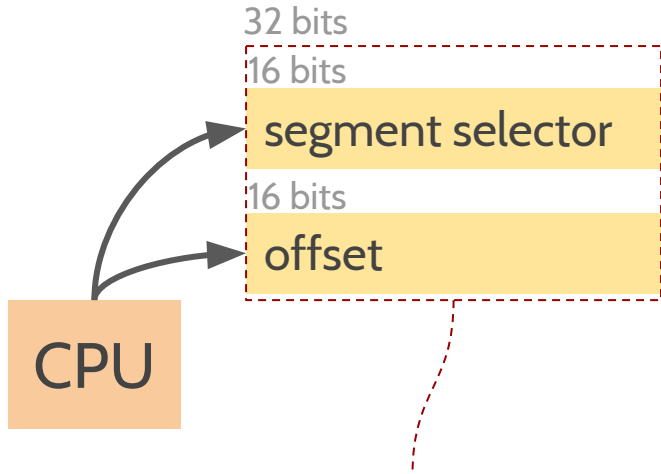 32 bits
16 bits
segment selector
16 bits
offset
CPU